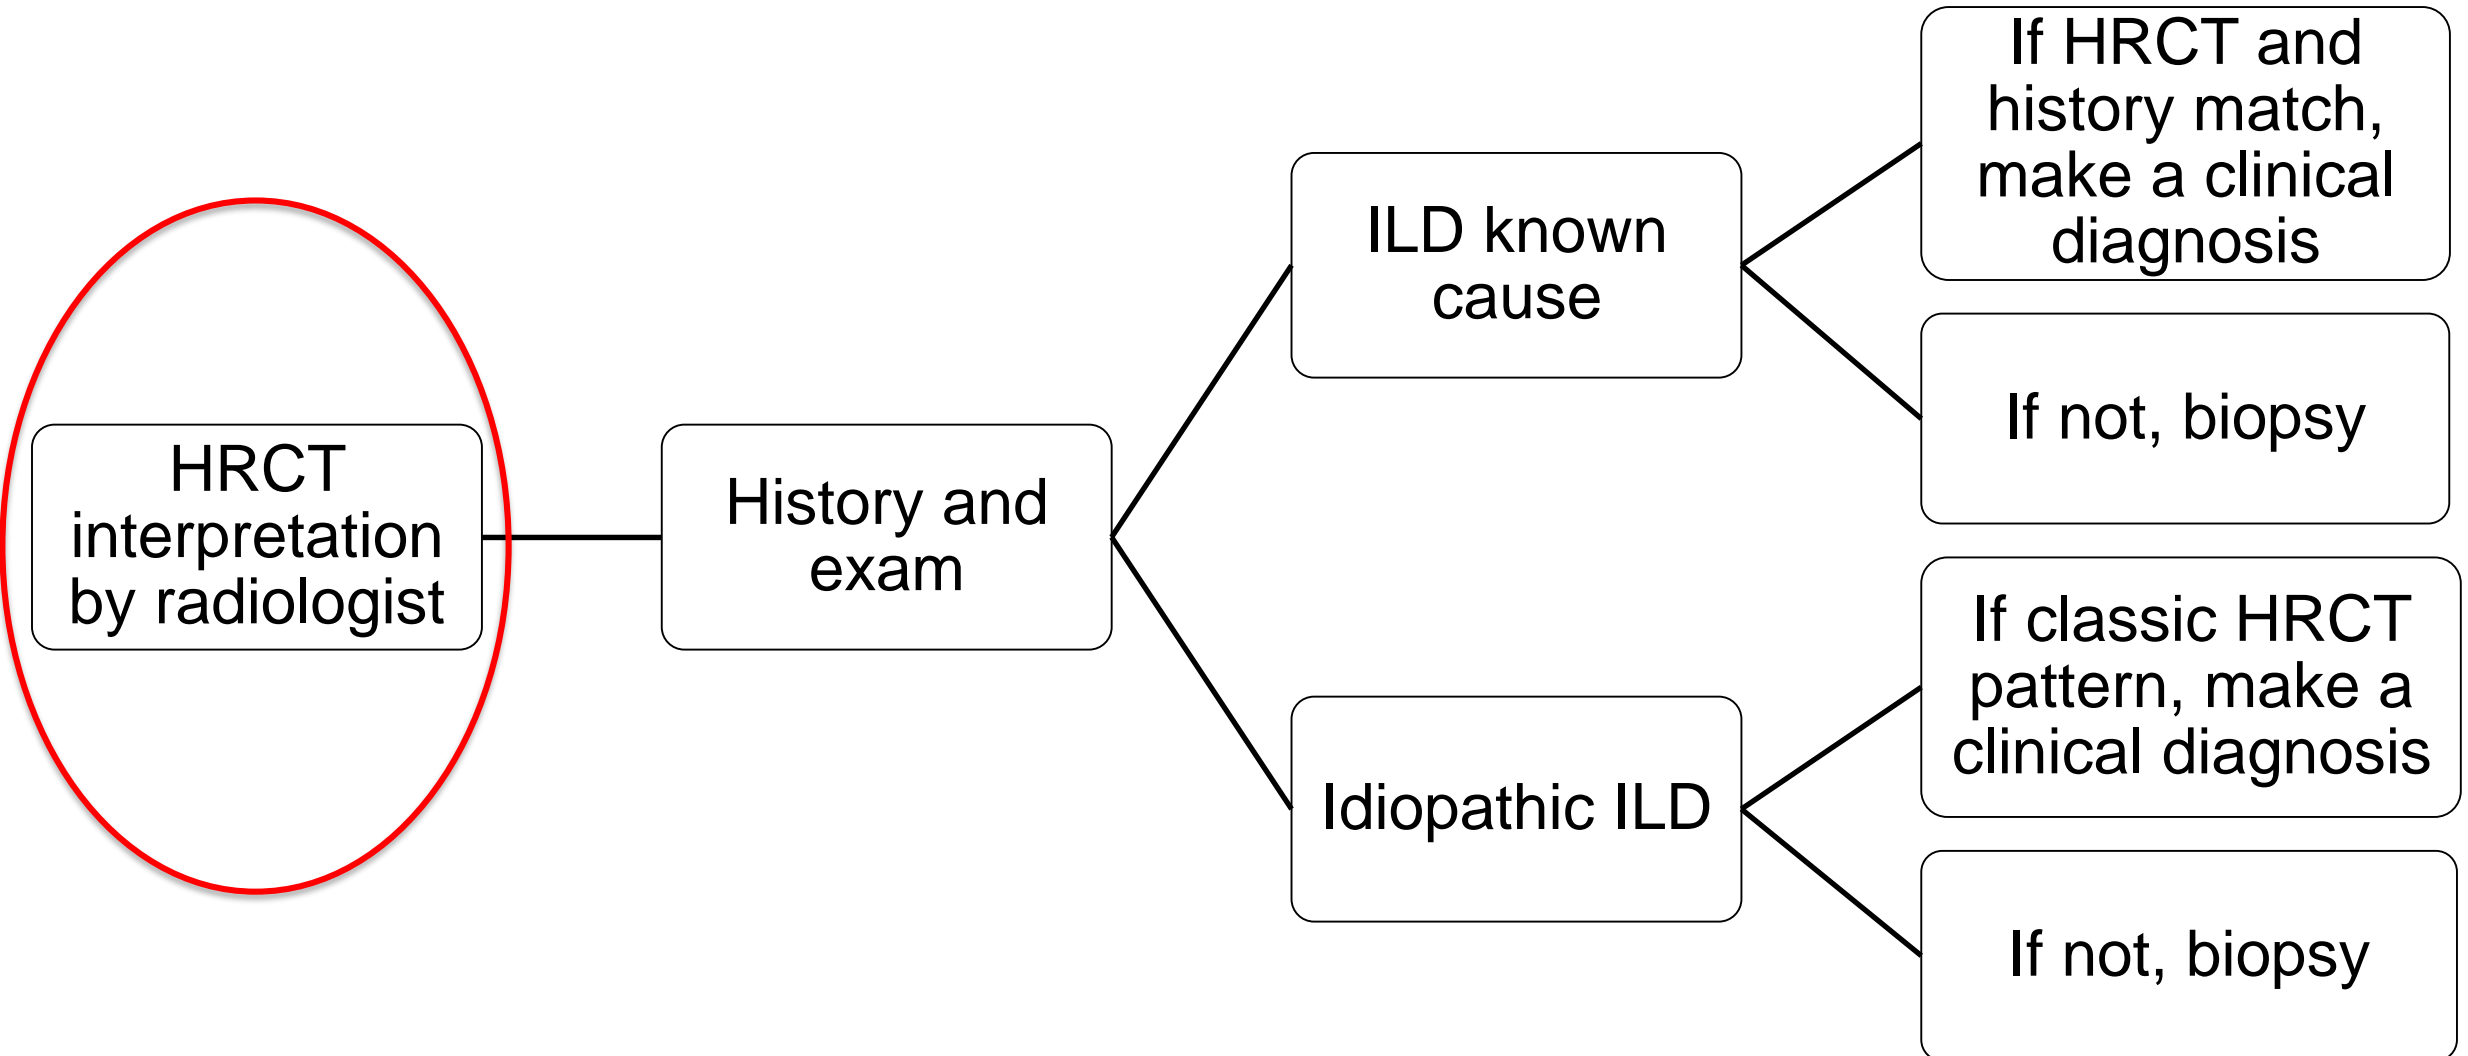 HRCT
interpretation
by radiologist
History and
exam
ILD known
cause
If HRCT and
history match,
make a clinical
diagnosis
If not, biopsy
Idiopathic ILD
If classic HRCT
pattern, make a
clinical diagnosis
If not, biopsy